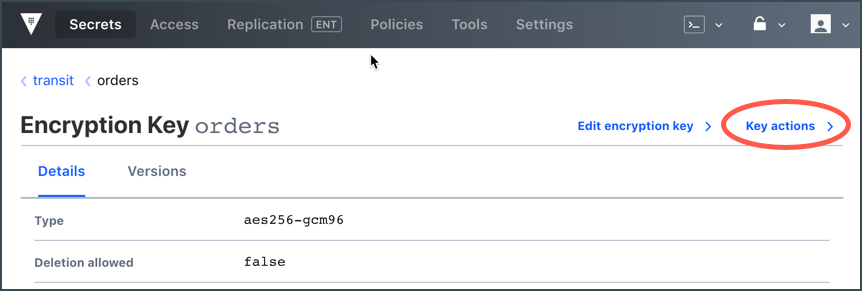 Secrets Access Replication ENT Policies Tools Settings
transit orders
Encryption Key orders Edit encryption key Key actions
Details Versions
Type aes256-gcm96
Deletion allowed false